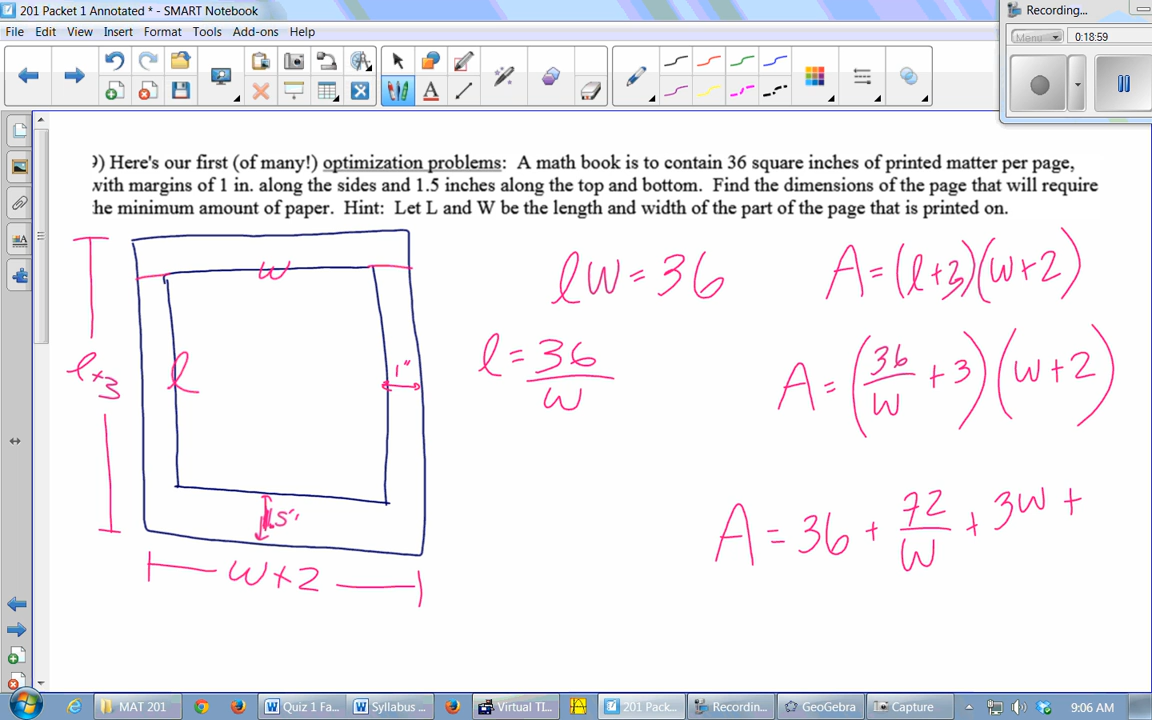 201 Packet 1 Annotated * - SMART Notebook
Recording...
File Edit View Insert Format Tools Add-ons Help
Menu
0:18:59
9) Here's our first (of many!) optimization problems: A math book is to contain 36 square inches of printed matter per page,
with margins of 1 in. along the sides and 1.5 inches along the top and bottom. Find the dimensions of the page that will require
the minimum amount of paper. Hint: Let L and W be the length and width of the part of the page that is printed on.
w
l w = 36
A = (l+3)(w+2)
l+3
l
1"
l = 36/w
A = (36/w + 3)(w+2)
1.5"
A = 36 + 72/w + 3w +
w+2
MAT 201
Quiz 1 Fa...
Syllabus ...
Virtual TI...
201 Pack...
Recordin...
GeoGebra
Capture
9:06 AM